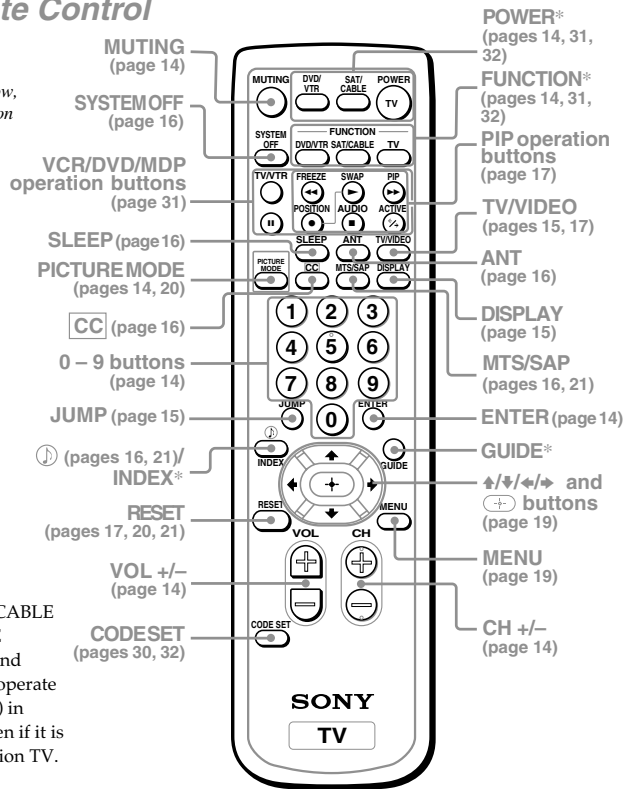 te Control
MUTING
(page 14)
SYSTEM OFF
(page 16)
VCR/DVD/MDP
operation buttons
(page 31)
SLEEP (page 16)
PICTURE MODE
(pages 14, 20)
CC (page 16)
0 – 9 buttons
(page 14)
JUMP (page 15)
♪ (pages 16, 21)/
INDEX*
RESET
(pages 17, 20, 21)
VOL +/–
(page 14)
CODE SET
(pages 30, 32)
ow,
on
CABLE
nd
operate
) in
en if it is
ion TV.
MUTING
DVD/
VTR
SAT/
CABLE
POWER
TV
SYSTEM
OFF
FUNCTION
DVD/VTR SAT/CABLE TV
TV/VTR FREEZE SWAP PIP
POSITION AUDIO ACTIVE
SLEEP ANT TV/VIDEO
PICTURE
MODE
CC MTS/SAP DISPLAY
1 2 3
4 5 6
7 8 9
JUMP 0 ENTER
♪
INDEX
GUIDE
RESET
MENU
VOL CH
+ +
– –
CODE SET
SONY
TV
POWER*
(pages 14, 31,
32)
FUNCTION*
(pages 14, 31,
32)
PIP operation
buttons
(page 17)
TV/VIDEO
(pages 15, 17)
ANT
(page 16)
DISPLAY
(page 15)
MTS/SAP
(pages 16, 21)
ENTER (page 14)
GUIDE*
↑/↓/←/→ and
+ buttons
(page 19)
MENU
(page 19)
CH +/–
(page 14)